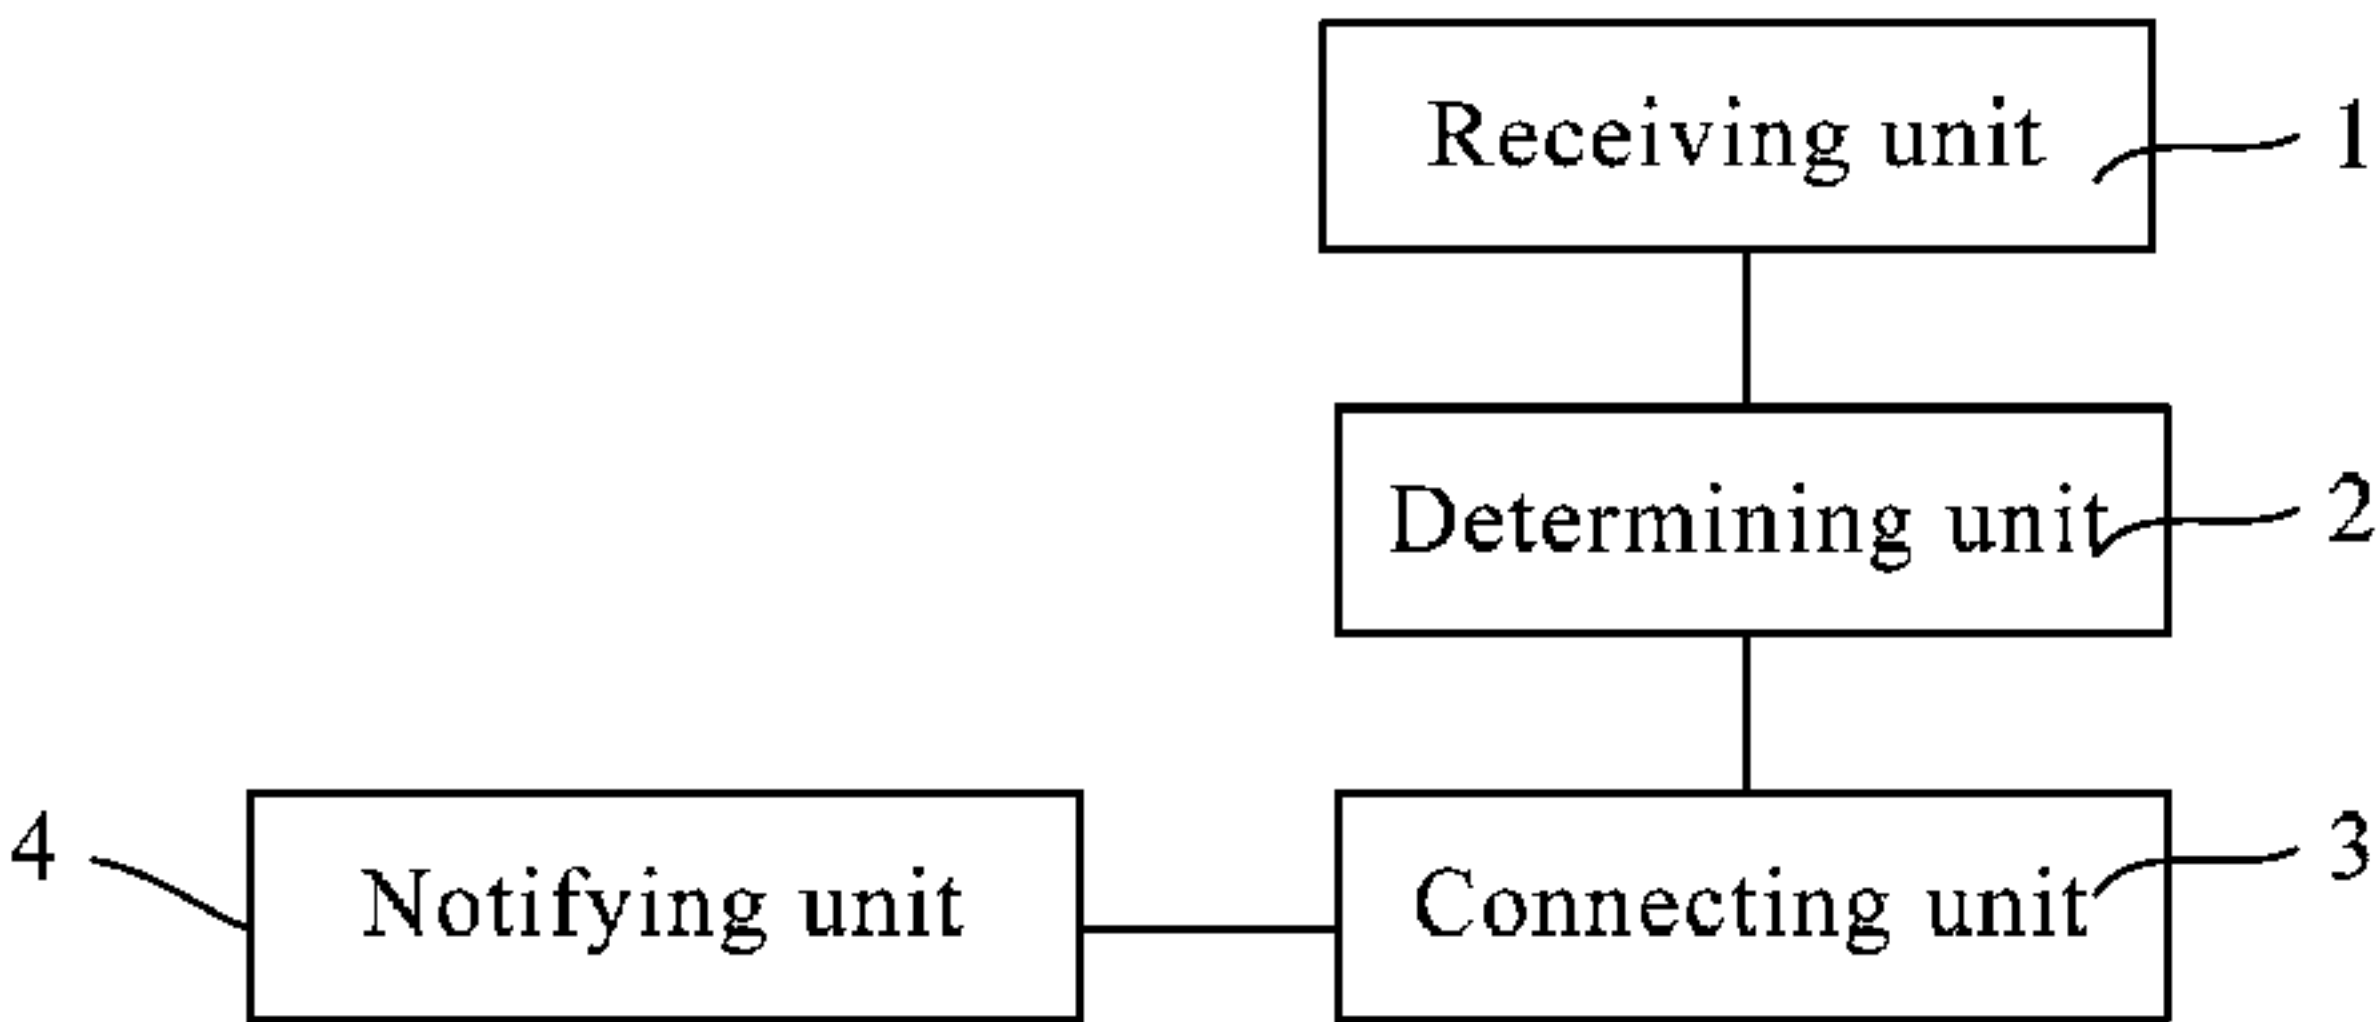 Receiving unit 1
Determining unit 2
4 Notifying unit Connecting unit 3